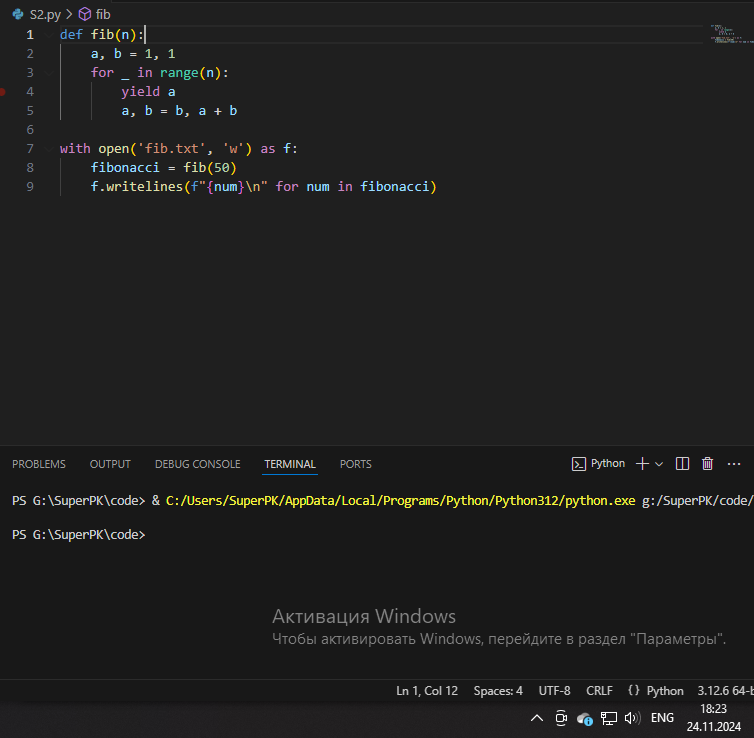 S2.py > fib
1 def fib(n):
2 a, b = 1, 1
3 for _ in range(n):
4 yield a
5 a, b = b, a + b
6
7 with open('fib.txt', 'w') as f:
8 fibonacci = fib(50)
9 f.writelines(f"{num}\n" for num in fibonacci)
PROBLEMS OUTPUT DEBUG CONSOLE TERMINAL PORTS Python
PS G:\SuperPK\code> & C:/Users/SuperPK/AppData/Local/Programs/Python/Python312/python.exe g:/SuperPK/code/
PS G:\SuperPK\code>
Активация Windows
Чтобы активировать Windows, перейдите в раздел "Параметры".
Ln 1, Col 12 Spaces: 4 UTF-8 CRLF {} Python 3.12.6 64-b
ENG 18:23
24.11.2024